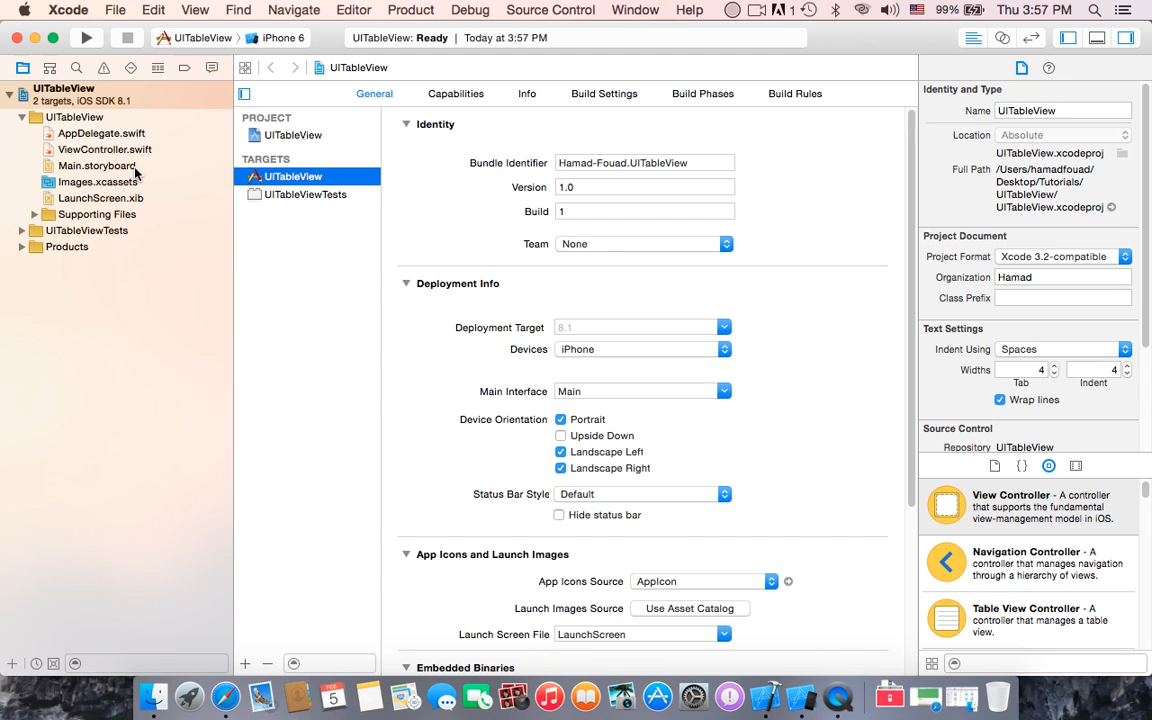 Xcode File Edit View Find Navigate Editor Product Debug Source Control Window Help 1 99% Thu 3:57 PM
UITableView iPhone 6 UITableView: Ready Today at 3:57 PM
UITableView
UITableView
2 targets, iOS SDK 8.1
UITableView
AppDelegate.swift
ViewController.swift
Main.storyboard
Images.xcassets
LaunchScreen.xib
Supporting Files
UITableViewTests
Products
General Capabilities Info Build Settings Build Phases Build Rules
PROJECT
UITableView
TARGETS
UITableView
UITableViewTests
Identity
Bundle Identifier Hamad-Fouad.UITableView
Version 1.0
Build 1
Team None
Deployment Info
Deployment Target 8.1
Devices iPhone
Main Interface Main
Device Orientation Portrait
Upside Down
Landscape Left
Landscape Right
Status Bar Style Default
Hide status bar
App Icons and Launch Images
App Icons Source AppIcon
Launch Images Source Use Asset Catalog
Launch Screen File LaunchScreen
Embedded Binaries
Identity and Type
Name UITableView
Location Absolute
UITableView.xcodeproj
Full Path /Users/hamadfouad/
Desktop/Tutorials/
UITableView/
UITableView.xcodeproj
Project Document
Project Format Xcode 3.2-compatible
Organization Hamad
Class Prefix
Text Settings
Indent Using Spaces
Widths 4 4
Tab Indent
Wrap lines
Source Control
Repository UITableView
View Controller - A controller
that supports the fundamental
view-management model in iOS.
Navigation Controller - A
controller that manages navigation
through a hierarchy of views.
Table View Controller - A
controller that manages a table
view.
FEB
5